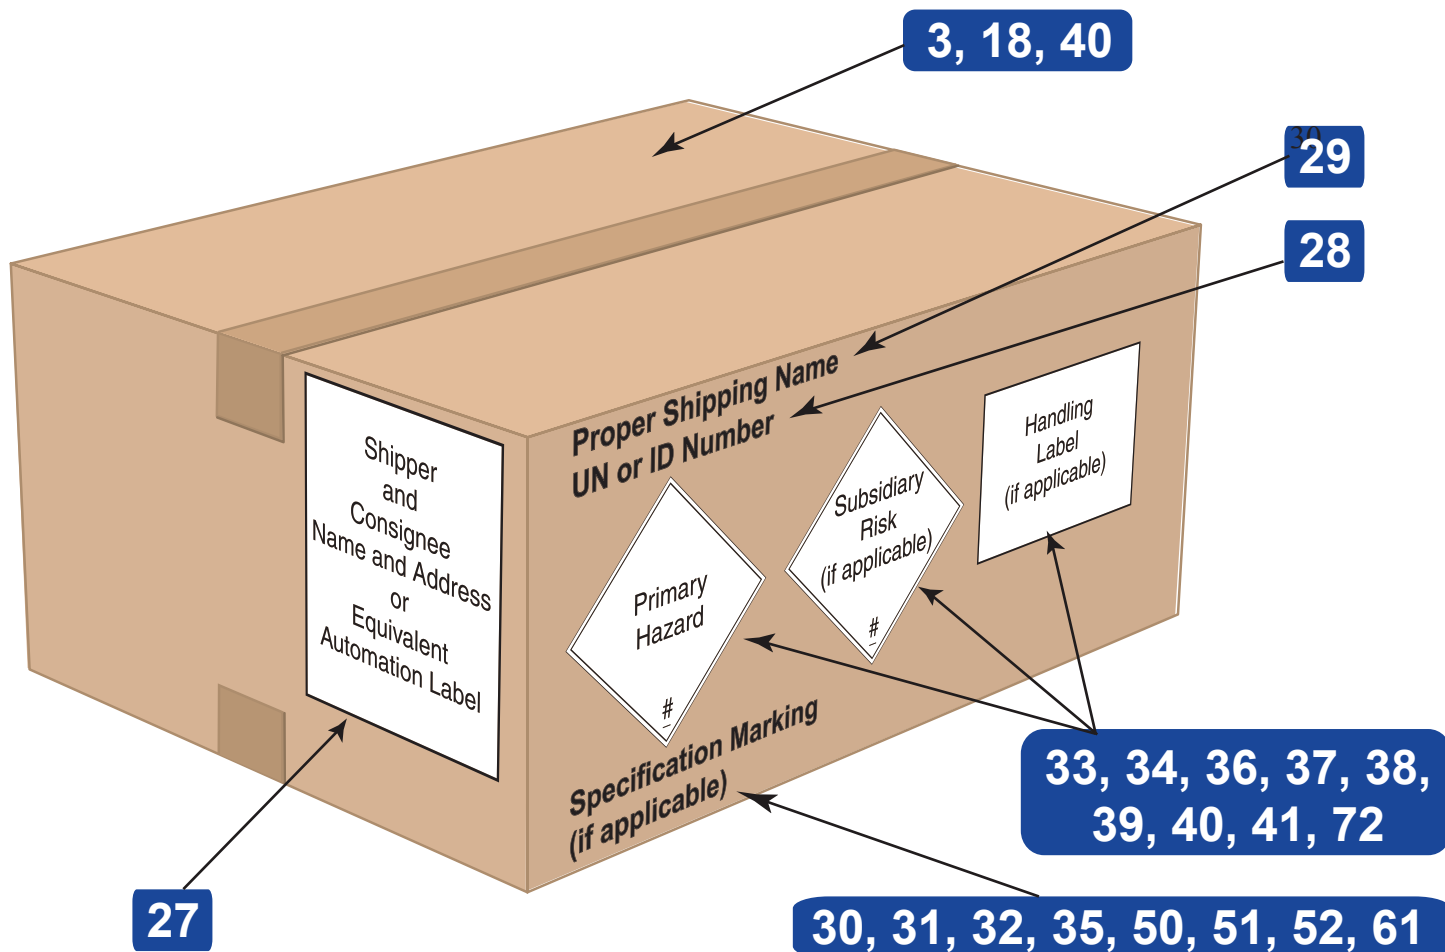 3, 18, 40
30
29
28
Proper Shipping Name
UN or ID Number
Handling
Label
(if applicable)
Shipper
and
Consignee
Name and Address
or
Equivalent
Automation Label
Subsidiary
Risk
(if applicable)
#
Primary
Hazard
#
Specification Marking
(if applicable)
33, 34, 36, 37, 38,
39, 40, 41, 72
27
30, 31, 32, 35, 50, 51, 52, 61